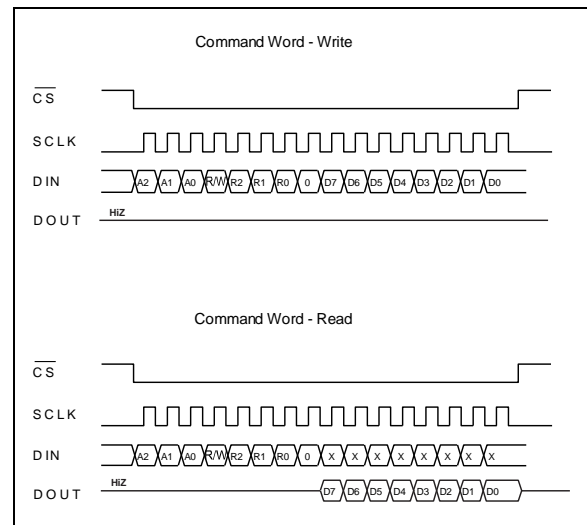 Command Word - Write
CS
SCLK
DIN A2 A1 A0 R/W R2 R1 R0 0 D7 D6 D5 D4 D3 D2 D1 D0
DOUT HiZ
Command Word - Read
CS
SCLK
DIN A2 A1 A0 R/W R2 R1 R0 0 X X X X X X X X
DOUT HiZ D7 D6 D5 D4 D3 D2 D1 D0